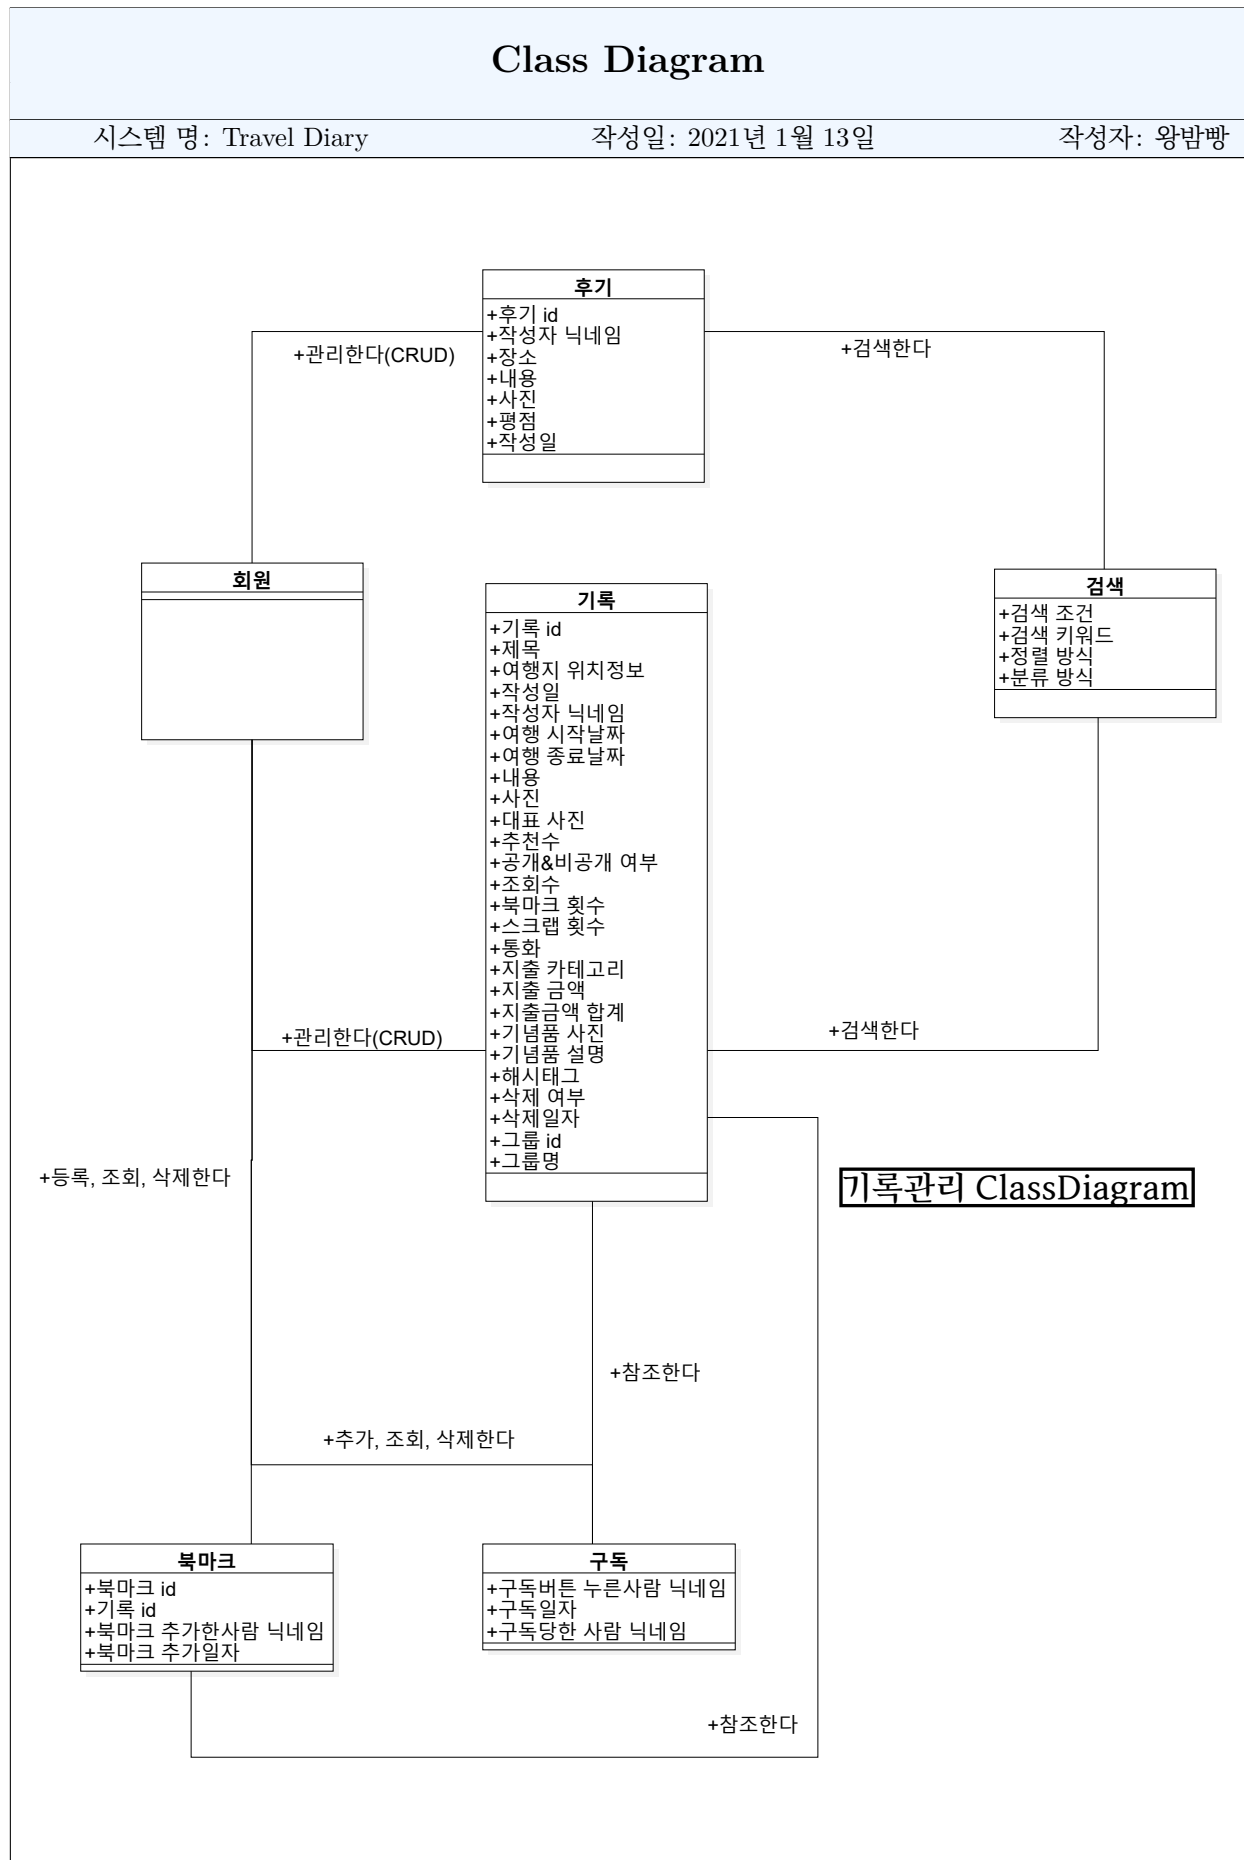 Class Diagram
시스템 명: Travel Diary
작성일: 2021년 1월 13일
작성자: 왕밤빵
후기
+후기 id
+작성자 닉네임
+장소
+내용
+사진
+평점
+작성일
+관리한다(CRUD)
+검색한다
회원
기록
+기록 id
+제목
+여행지 위치정보
+작성일
+작성자 닉네임
+여행 시작날짜
+여행 종료날짜
+내용
+사진
+대표 사진
+추천수
+공개&비공개 여부
+조회수
+북마크 횟수
+스크랩 횟수
+통화
+지출 카테고리
+지출 금액
+지출금액 합계
+기념품 사진
+기념품 설명
+해시태그
+삭제 여부
+삭제일자
+그룹 id
+그룹명
검색
+검색 조건
+검색 키워드
+정렬 방식
+분류 방식
+관리한다(CRUD)
+검색한다
+등록, 조회, 삭제한다
기록관리 ClassDiagram
+참조한다
+추가, 조회, 삭제한다
북마크
+북마크 id
+기록 id
+북마크 추가한사람 닉네임
+북마크 추가일자
구독
+구독버튼 누른사람 닉네임
+구독일자
+구독당한 사람 닉네임
+참조한다